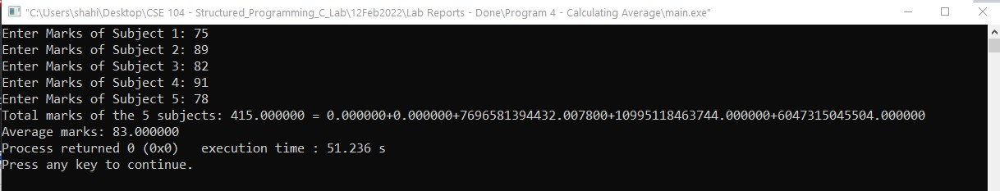 "C:\Users\shahi\Desktop\CSE 104 - Structured_Programming_C_Lab\12Feb2022\Lab Reports - Done\Program 4 - Calculating Average\main.exe"
Enter Marks of Subject 1: 75
Enter Marks of Subject 2: 89
Enter Marks of Subject 3: 82
Enter Marks of Subject 4: 91
Enter Marks of Subject 5: 78
Total marks of the 5 subjects: 415.000000 = 0.000000+0.000000+7696581394432.007800+10995118463744.000000+6047315045504.000000
Average marks: 83.000000
Process returned 0 (0x0)   execution time : 51.236 s
Press any key to continue.